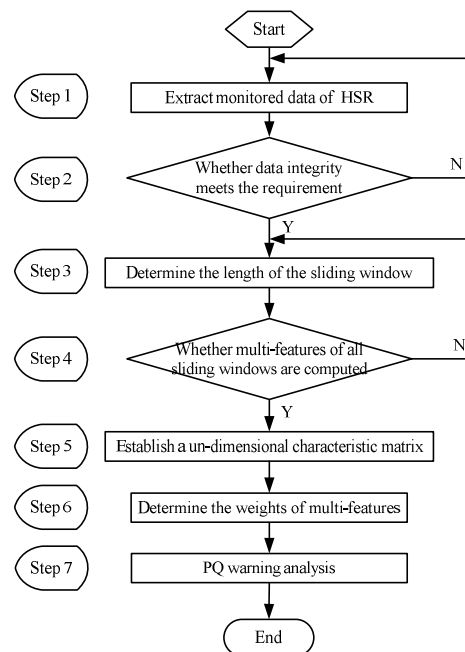 Start
Step 1
Extract monitored data of HSR
Step 2
Whether data integrity
meets the requirement
N
Y
Step 3
Determine the length of the sliding window
Step 4
Whether multi-features of all
sliding windows are computed
N
Y
Step 5
Establish a un-dimensional characteristic matrix
Step 6
Determine the weights of multi-features
Step 7
PQ warning analysis
End